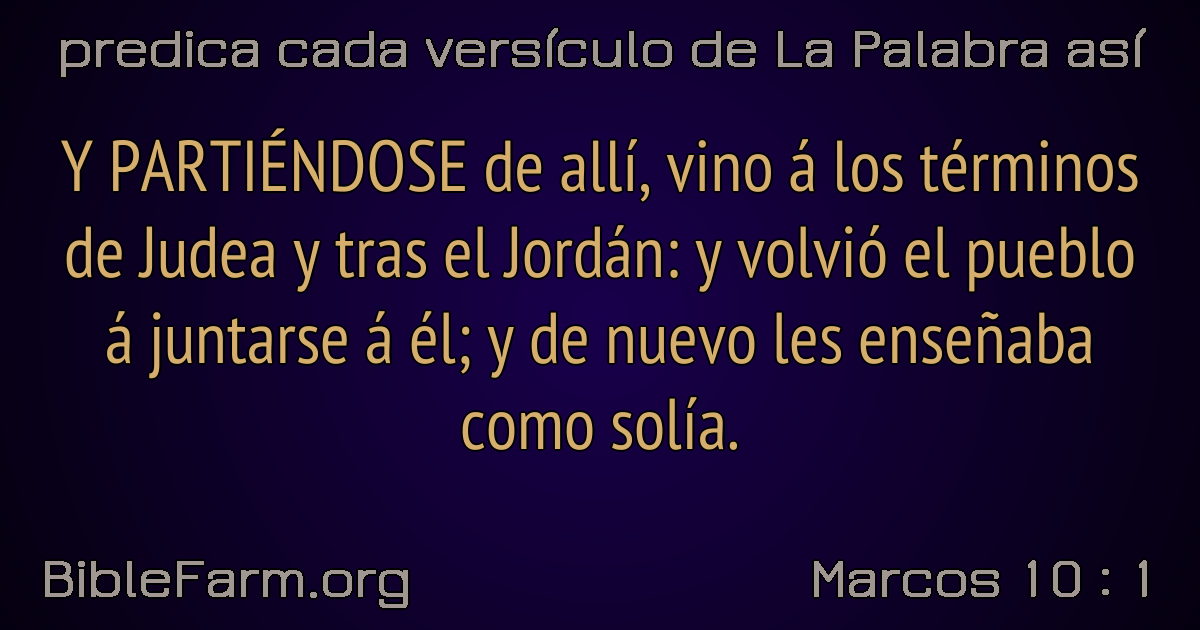 predica cada versículo de La Palabra así
Y PARTIÉNDOSE de allí, vino á los términos
de Judea y tras el Jordán: y volvió el pueblo
á juntarse á él; y de nuevo les enseñaba
como solía.
BibleFarm.org
Marcos 10 : 1